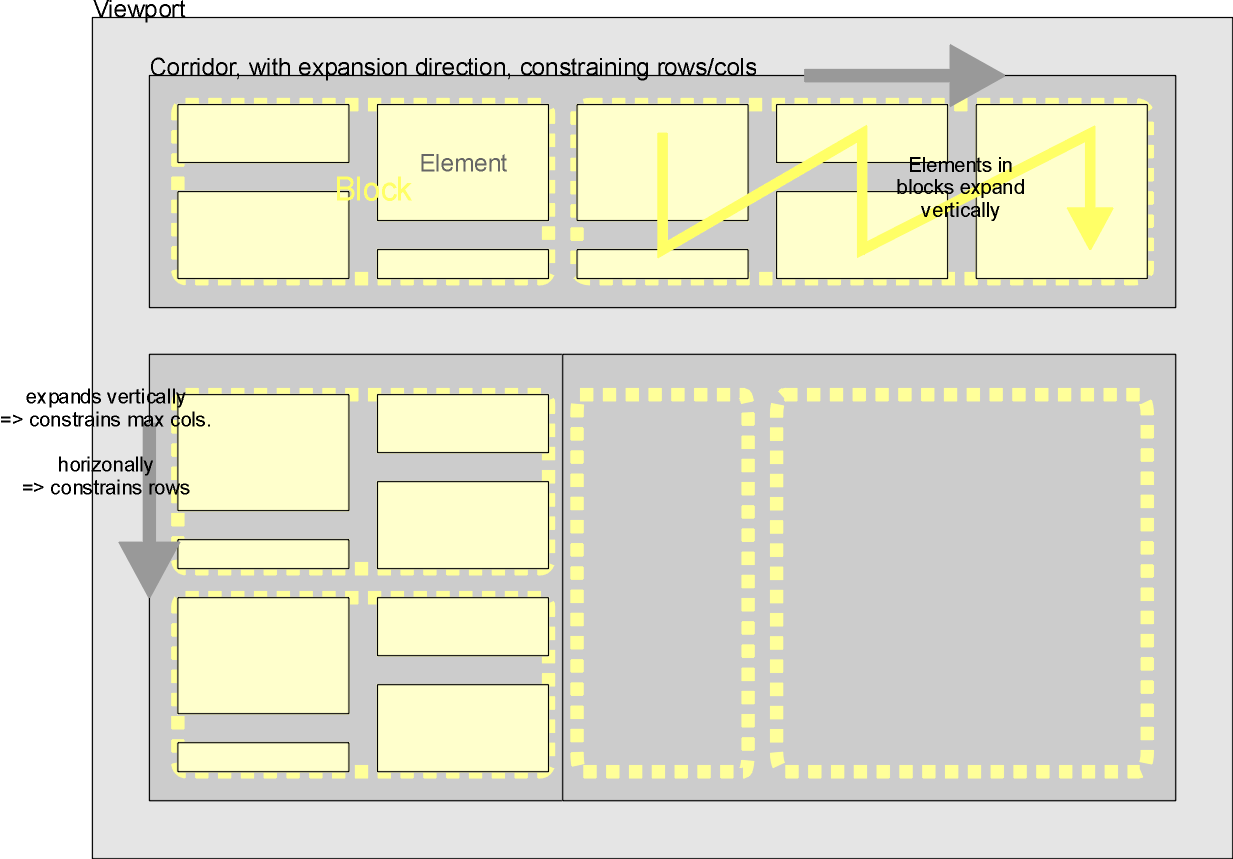 Viewport
Corridor, with expansion direction, constraining rows/cols
Element
Block
Elements in
blocks expand
vertically
expands vertically
=> constrains max cols.
horizonally
=> constrains rows